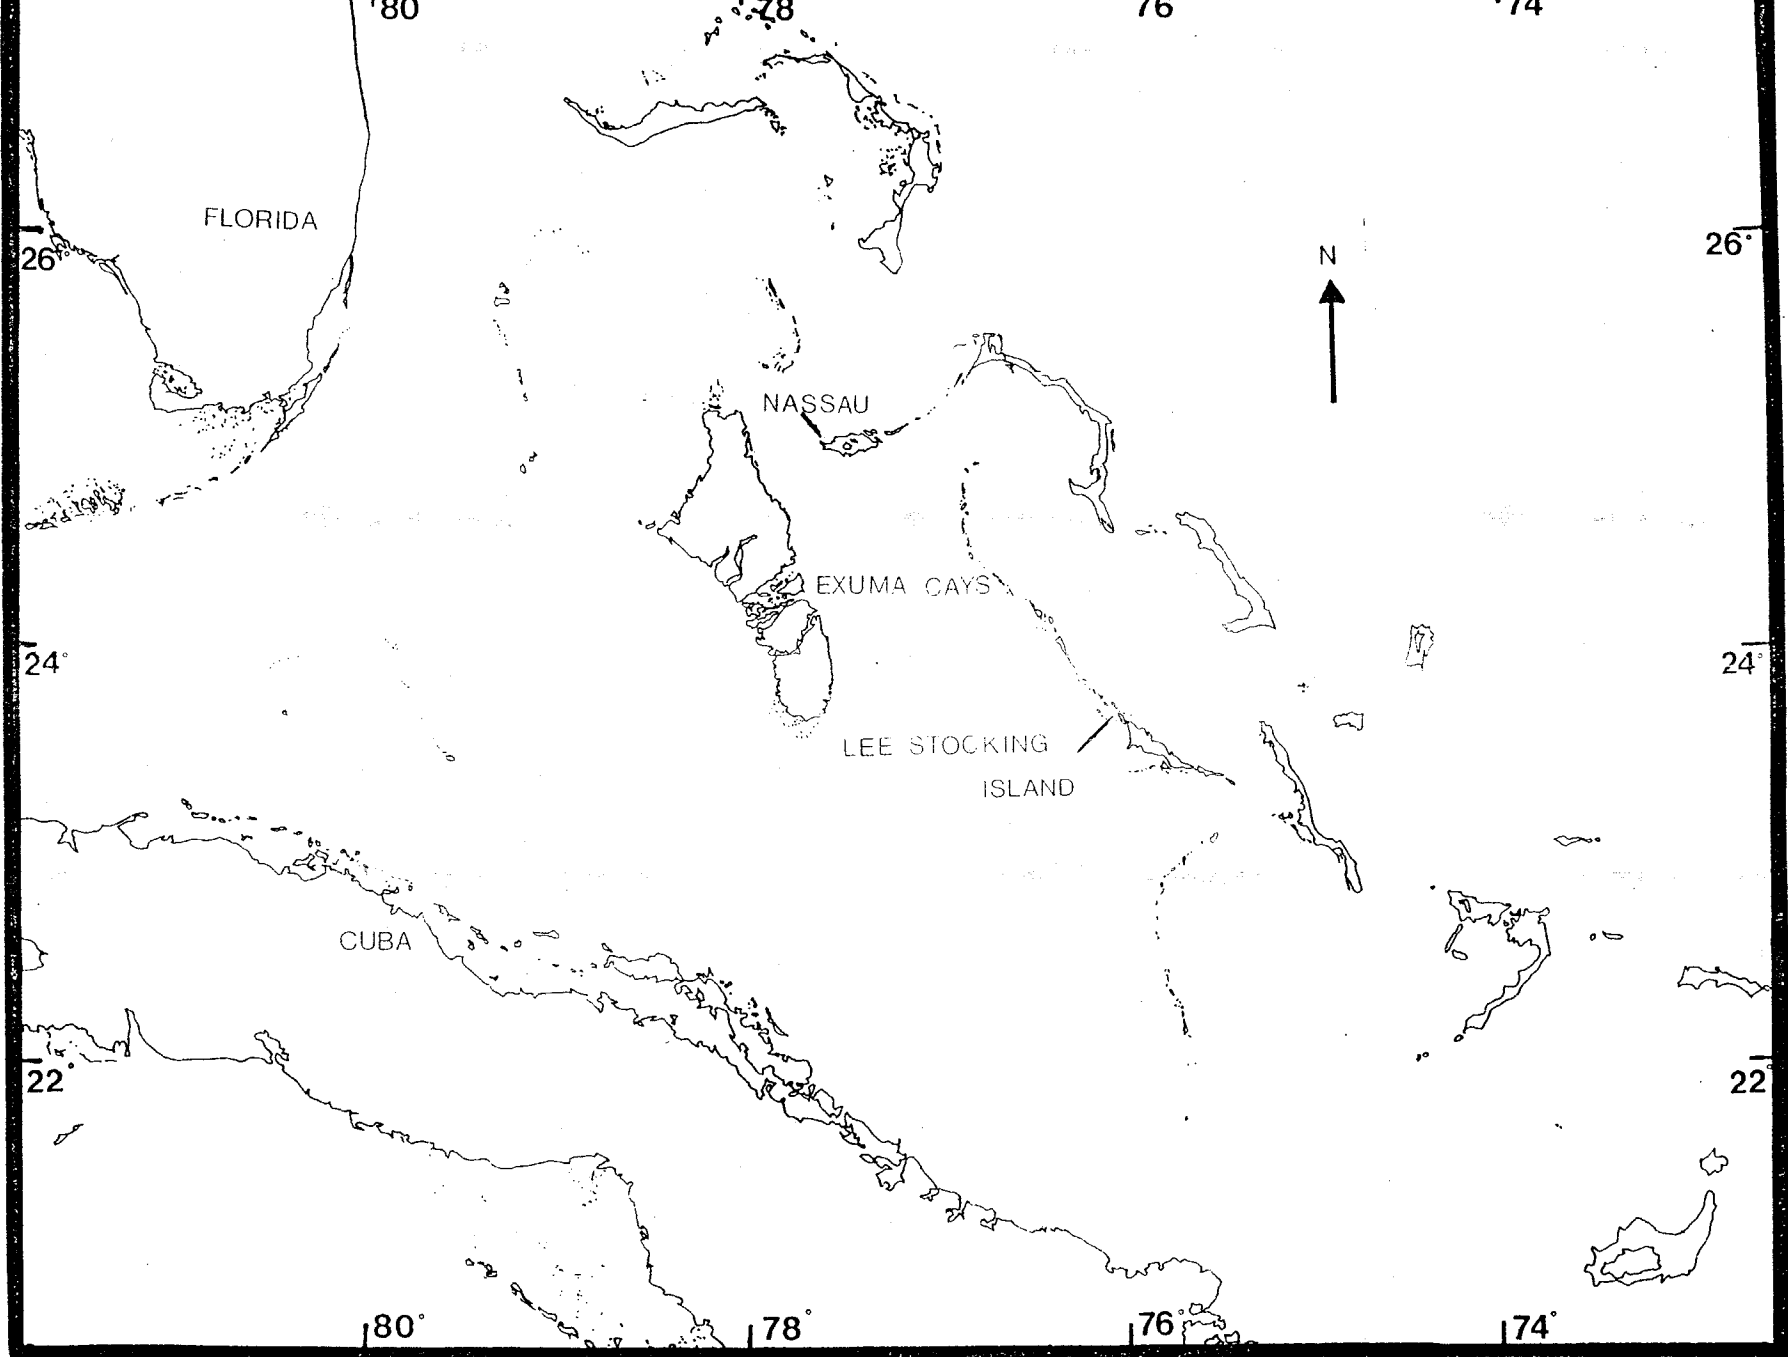 80 78 76 74
FLORIDA
26° 26°
N
NASSAU
EXUMA CAYS
24° 24°
LEE STOCKING
ISLAND
CUBA
22° 22°
80° 78° 76° 74°